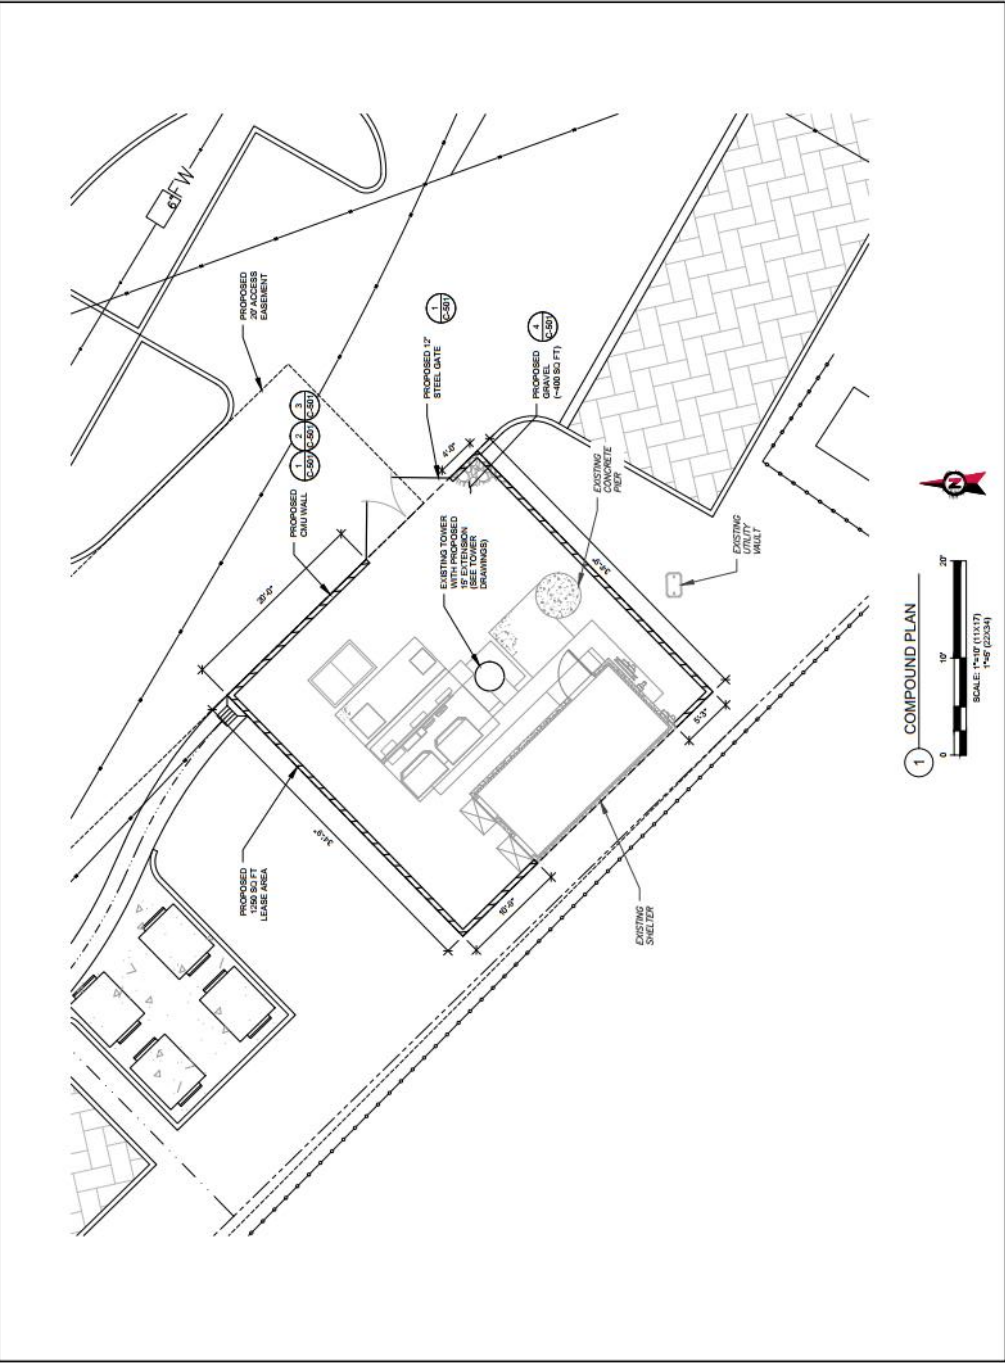 6" FW
PROPOSED
20' ACCESS
EASEMENT
PROPOSED
1250 SQ FT
LEASE AREA
20'-0"
PROPOSED
CMU WALL
1
C-501
2
C-501
3
C-501
34'-9"
PROPOSED 12'
STEEL GATE
1
C-501
4'-0"
EXISTING TOWER
WITH PROPOSED
15' EXTENSION
(SEE TOWER
DRAWINGS)
PROPOSED
GRAVEL
(~400 SQ FT)
4
C-501
EXISTING
CONCRETE
PIER
34'-9"
EXISTING
SHELTER
5'-3"
EXISTING
UTILITY
VAULT
1
COMPOUND PLAN
N
0
10'
20'
SCALE: 1"=10' (11X17)
1"=5' (22X34)